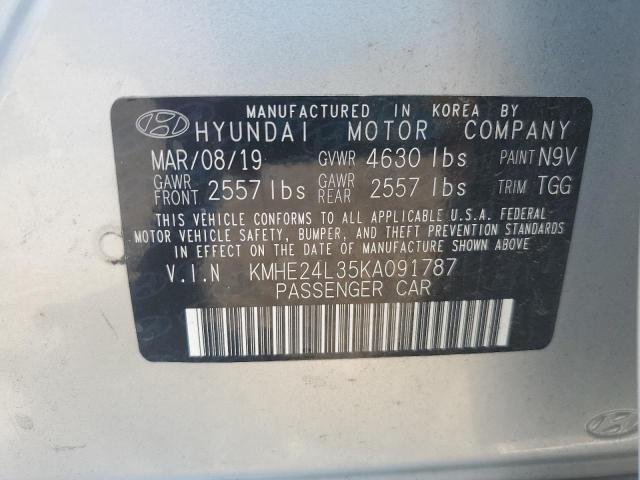 MANUFACTURED IN KOREA BY
HYUNDAI MOTOR COMPANY
MAR/08/19 GVWR 4630 lbs PAINT N9V
GAWR FRONT 2557 lbs GAWR REAR 2557 lbs TRIM TGG
THIS VEHICLE CONFORMS TO ALL APPLICABLE U.S.A. FEDERAL
MOTOR VEHICLE SAFETY, BUMPER, AND THEFT PREVENTION STANDARDS
IN EFFECT ON THE DATE OF MANUFACTURE SHOWN ABOVE.
V.I.N KMHE24L35KA091787
PASSENGER CAR